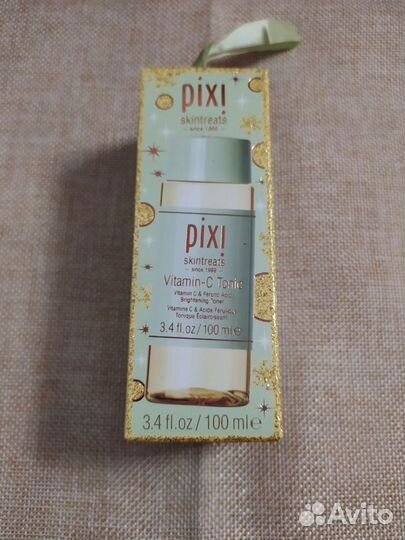 pixi
skintreats
– since 1999 –
pixi
skintreats
– since 1999 –
Vitamin-C Tonic
Vitamin C & Ferulic Acid
Brightening Toner
Vitamine C & Acide Férulique
Tonique Éclaircissant
3.4 fl.oz/100 ml℮
3.4 fl.oz/100 ml℮
Avito